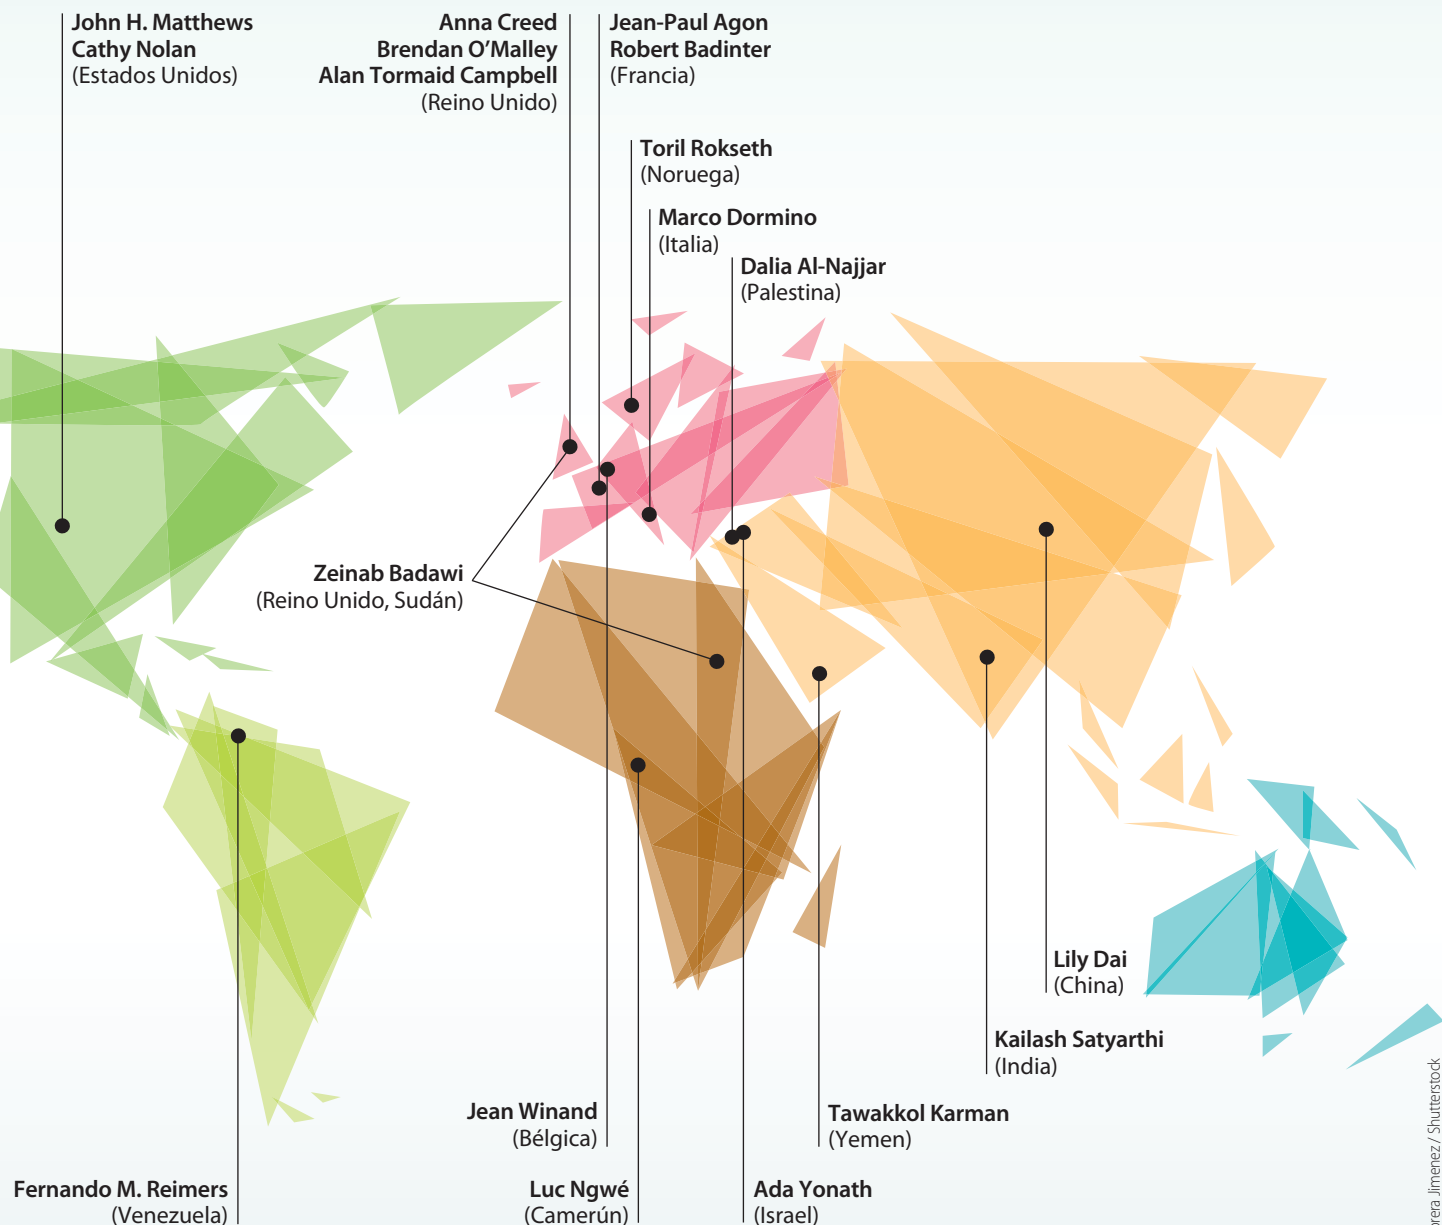 John H. Matthews
Cathy Nolan
(Estados Unidos)
Anna Creed
Brendan O’Malley
Alan Tormaid Campbell
(Reino Unido)
Jean-Paul Agon
Robert Badinter
(Francia)
Toril Rokseth
(Noruega)
Marco Dormino
(Italia)
Dalia Al-Najjar
(Palestina)
Zeinab Badawi
(Reino Unido, Sudán)
Lily Dai
(China)
Kailash Satyarthi
(India)
Jean Winand
(Bélgica)
Tawakkol Karman
(Yemen)
Fernando M. Reimers
(Venezuela)
Luc Ngwé
(Camerún)
Ada Yonath
(Israel)
Jimenez / Shutterstock